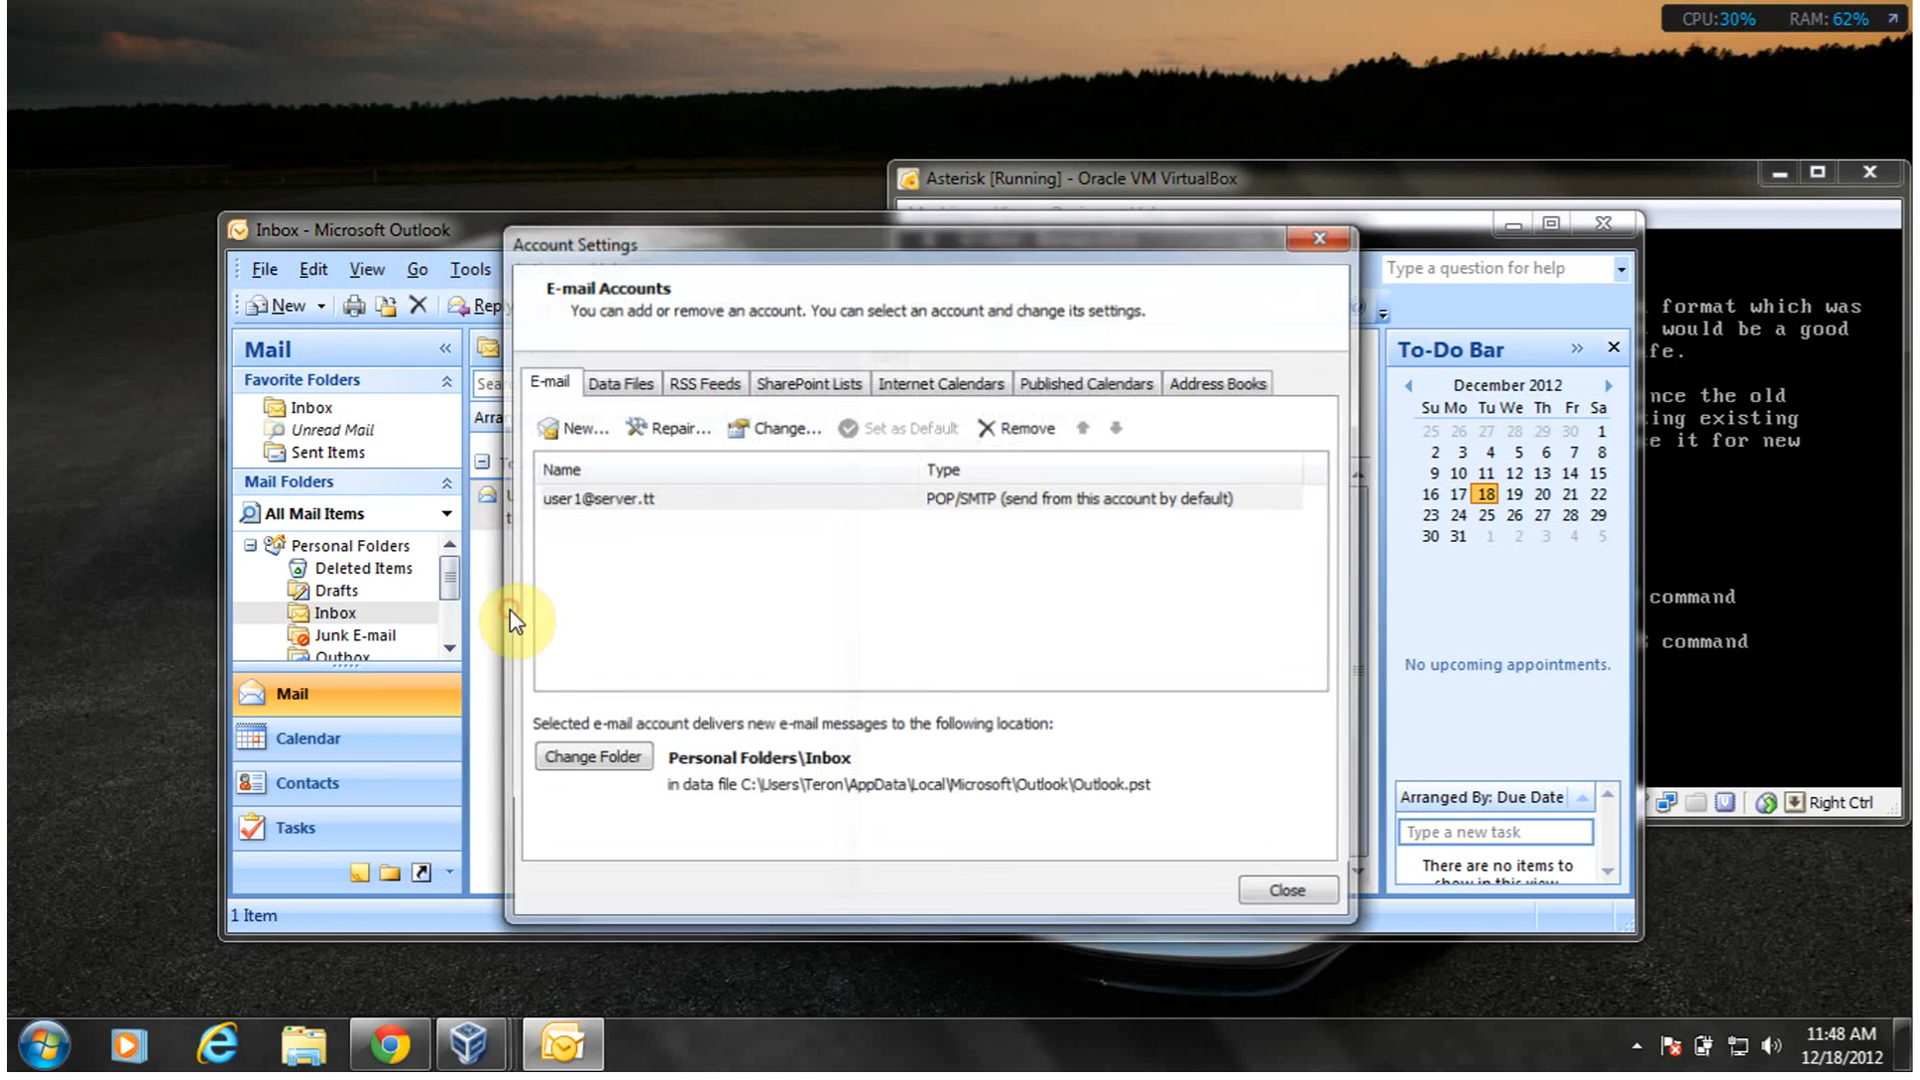 CPU:30% RAM: 62%
Asterisk [Running] - Oracle VM VirtualBox
Inbox - Microsoft Outlook
File Edit View Go Tools
Type a question for help
New
Account Settings
E-mail Accounts
You can add or remove an account. You can select an account and change its settings.
E-mail Data Files RSS Feeds SharePoint Lists Internet Calendars Published Calendars Address Books
New... Repair... Change... Set as Default Remove
Name Type
user1@server.tt POP/SMTP (send from this account by default)
Selected e-mail account delivers new e-mail messages to the following location:
Change Folder Personal Folders\Inbox
in data file C:\Users\Teron\AppData\Local\Microsoft\Outlook\Outlook.pst
Close
Mail
Favorite Folders
Inbox
Unread Mail
Sent Items
Mail Folders
All Mail Items
Personal Folders
Deleted Items
Drafts
Inbox
Junk E-mail
Outbox
Mail
Calendar
Contacts
Tasks
1 Item
To-Do Bar
December 2012
Su Mo Tu We Th Fr Sa
25 26 27 28 29 30 1
2 3 4 5 6 7 8
9 10 11 12 13 14 15
16 17 18 19 20 21 22
23 24 25 26 27 28 29
30 31 1 2 3 4 5
No upcoming appointments.
Arranged By: Due Date
Type a new task
There are no items to
show in this view.
format which was
would be a good
fe.
nce the old
ing existing
it for new
command
command
Right Ctrl
11:48 AM
12/18/2012